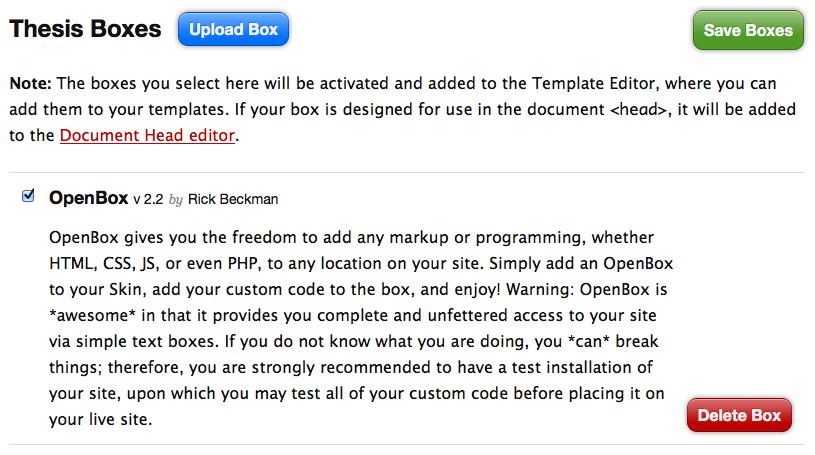 Thesis Boxes Upload Box Save Boxes
Note: The boxes you select here will be activated and added to the Template Editor, where you can
add them to your templates. If your box is designed for use in the document <head>, it will be added
to the Document Head editor.
OpenBox v 2.2 by Rick Beckman
OpenBox gives you the freedom to add any markup or programming, whether
HTML, CSS, JS, or even PHP, to any location on your site. Simply add an OpenBox
to your Skin, add your custom code to the box, and enjoy! Warning: OpenBox is
*awesome* in that it provides you complete and unfettered access to your site
via simple text boxes. If you do not know what you are doing, you *can* break
things; therefore, you are strongly recommended to have a test installation of
your site, upon which you may test all of your custom code before placing it on
your live site.
Delete Box